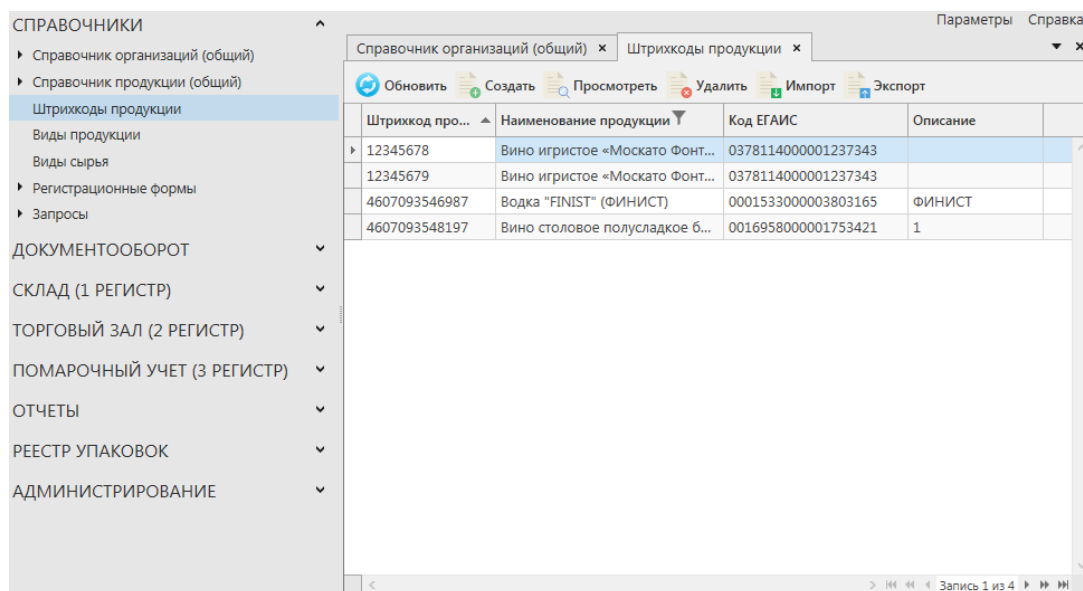 Параметры Справка
СПРАВОЧНИКИ
Справочник организаций (общий)
Справочник продукции (общий)
Штрихкоды продукции
Виды продукции
Виды сырья
Регистрационные формы
Запросы
ДОКУМЕНТООБОРОТ
СКЛАД (1 РЕГИСТР)
ТОРГОВЫЙ ЗАЛ (2 РЕГИСТР)
ПОМАРОЧНЫЙ УЧЕТ (3 РЕГИСТР)
ОТЧЕТЫ
РЕЕСТР УПАКОВОК
АДМИНИСТРИРОВАНИЕ
Справочник организаций (общий) × Штрихкоды продукции ×
Обновить Создать Просмотреть Удалить Импорт Экспорт
Штрихкод про... Наименование продукции Код ЕГАИС Описание
12345678 Вино игристое «Москато Фонт... 0378114000001237343
12345679 Вино игристое «Москато Фонт... 0378114000001237343
4607093546987 Водка "FINIST" (ФИНИСТ) 0001533000003803165 ФИНИСТ
4607093548197 Вино столовое полусладкое б... 0016958000001753421 1
Запись 1 из 4